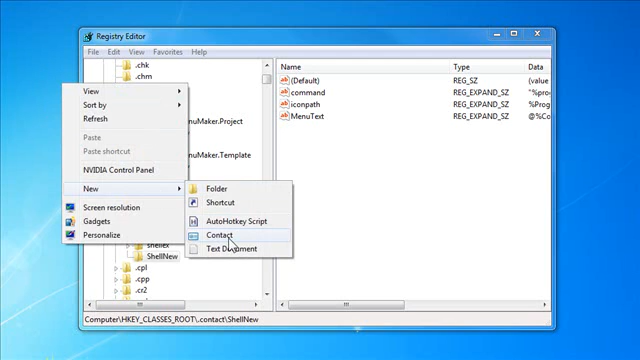 Registry Editor
File Edit View Favorites Help
.chk
.chm
nuMaker.Project
nuMaker.Template
shellex
ShellNew
.cpl
.cpp
.cr2
Name Type Data
(Default) REG_SZ (value
command REG_EXPAND_SZ "%prog
iconpath REG_EXPAND_SZ %Prog
MenuText REG_EXPAND_SZ @%Co
View
Sort by
Refresh
Paste
Paste shortcut
NVIDIA Control Panel
New
Screen resolution
Gadgets
Personalize
Folder
Shortcut
AutoHotkey Script
Contact
Text Document
Computer\HKEY_CLASSES_ROOT\.contact\ShellNew